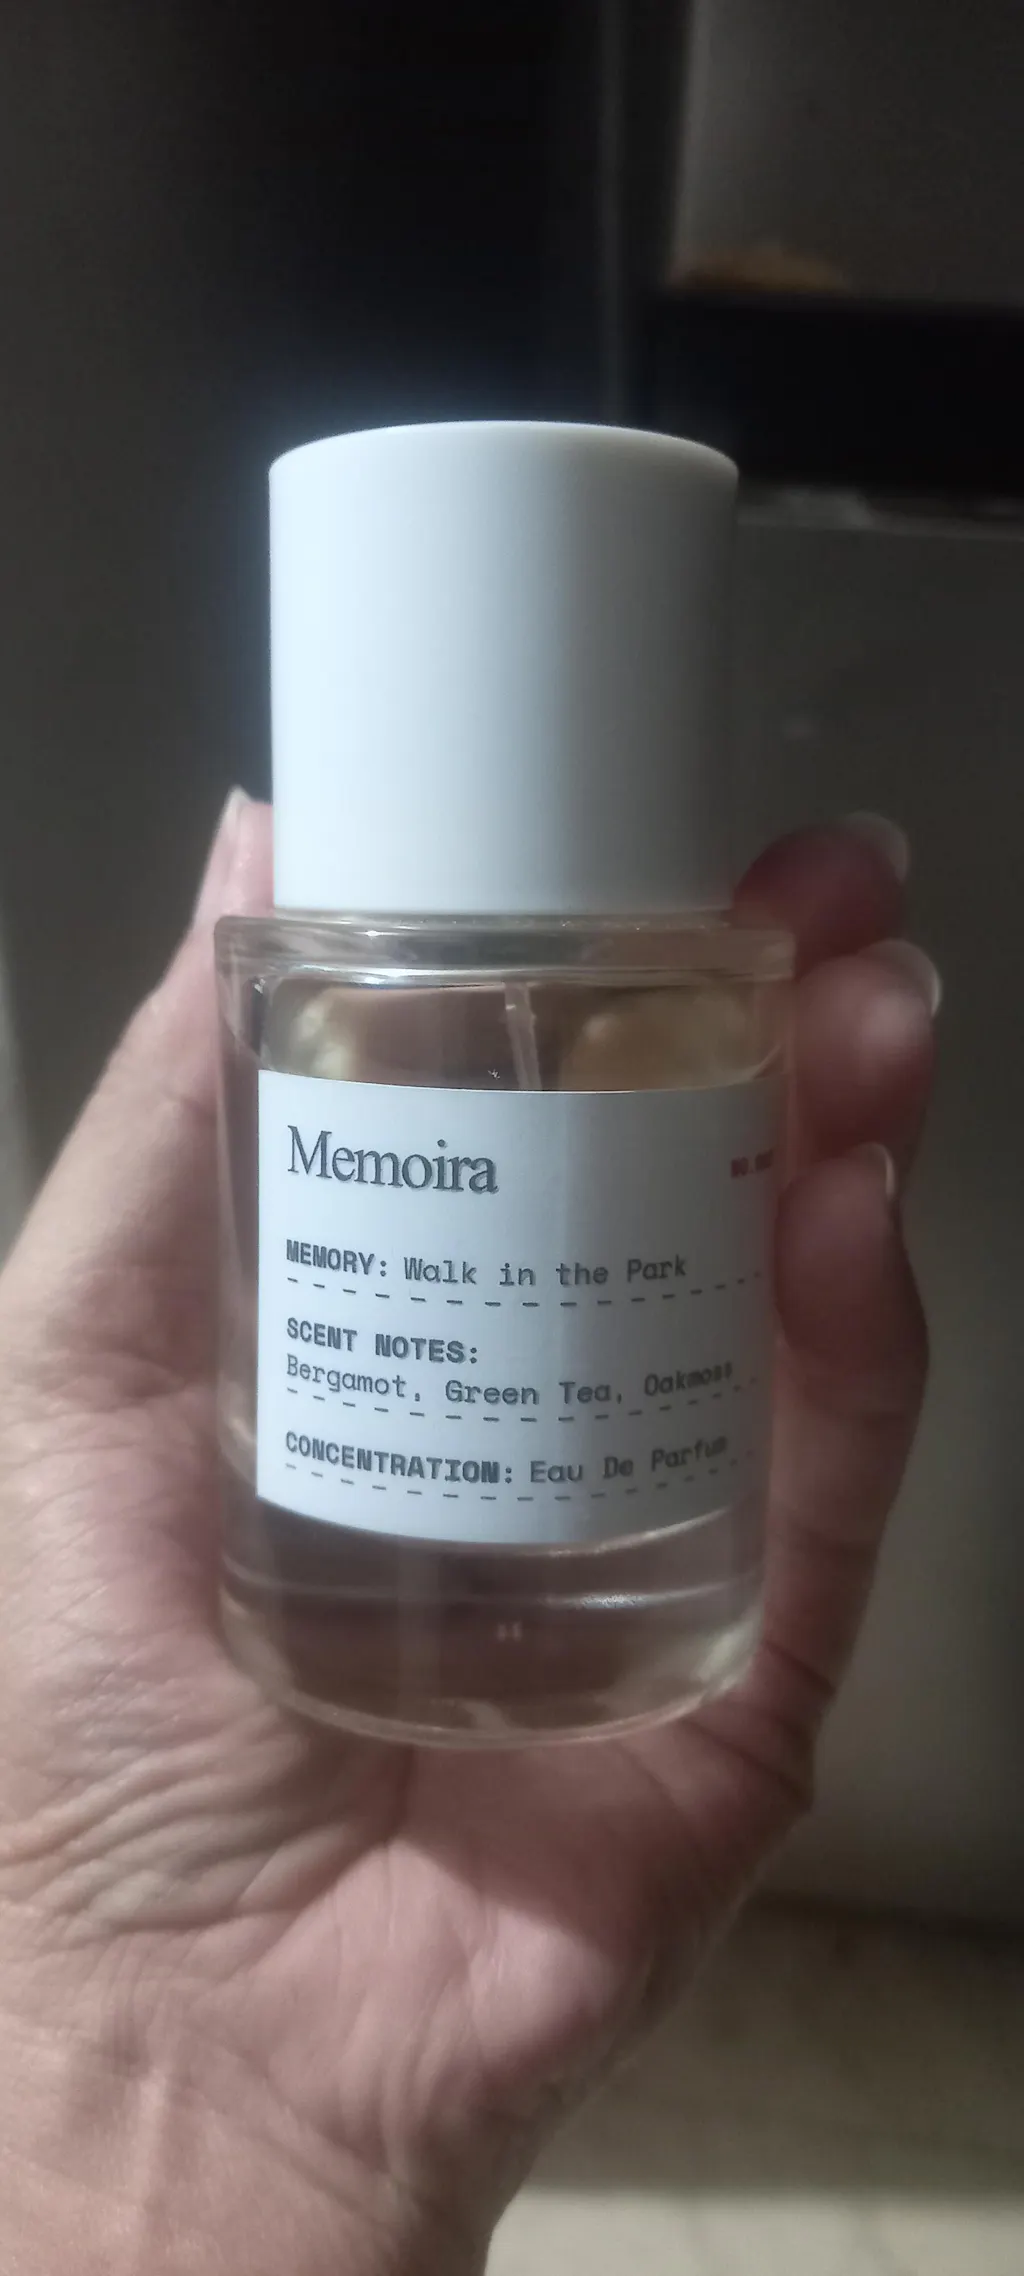 Memoira
MEMORY: Walk in the Park
SCENT NOTES:
Bergamot, Green Tea, Oakmoss
CONCENTRATION: Eau De Parfum